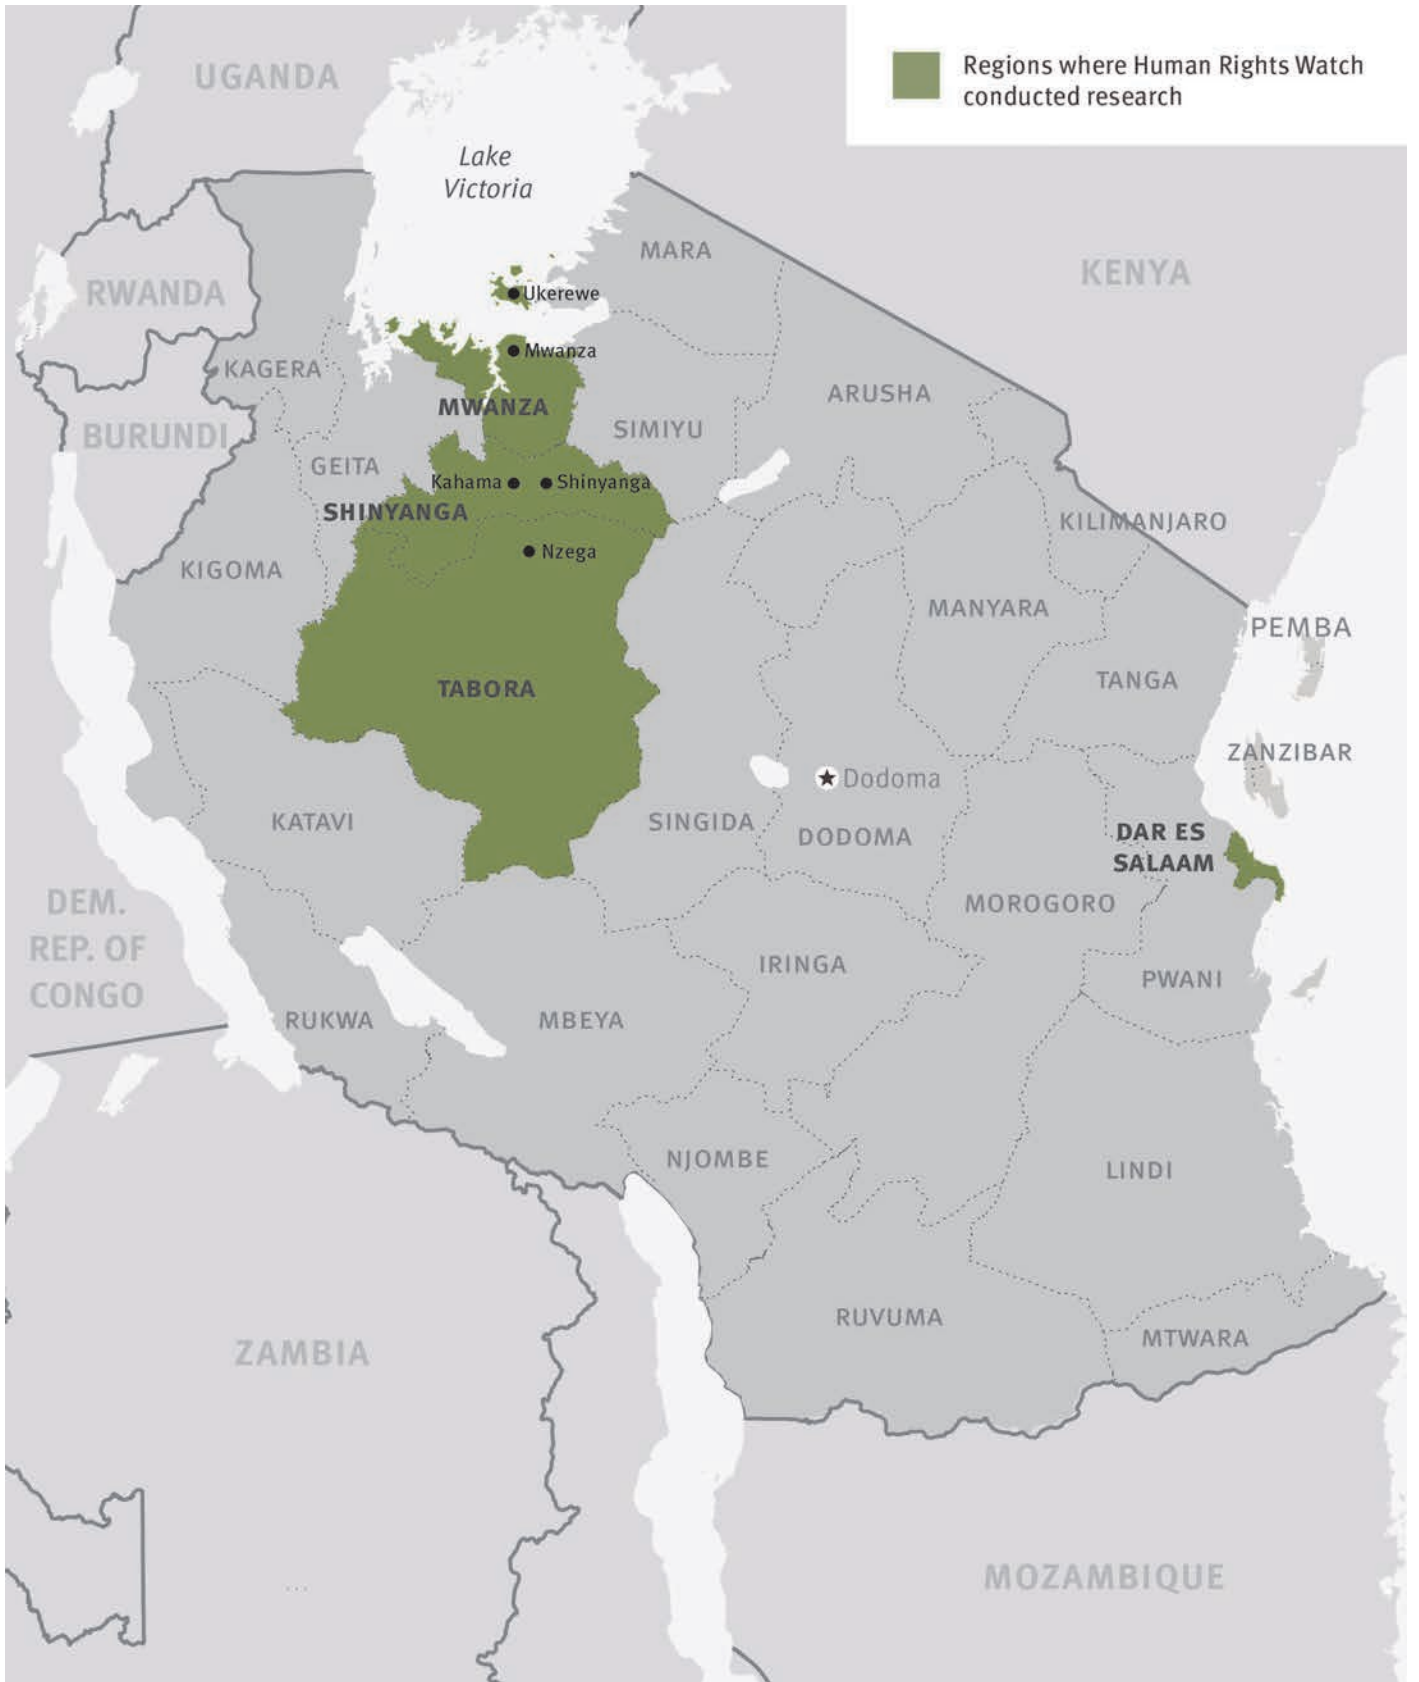 UGANDA
Regions where Human Rights Watch
conducted research
Lake
Victoria
MARA
KENYA
RWANDA
Ukerewe
Mwanza
KAGERA
ARUSHA
MWANZA
BURUNDI
SIMIYU
GEITA
Kahama
Shinyanga
SHINYANGA
KILIMANJARO
Nzega
KIGOMA
MANYARA
PEMBA
TANGA
TABORA
ZANZIBAR
Dodoma
KATAVI
SINGIDA
DODOMA
DAR ES
SALAAM
DEM.
REP. OF
CONGO
MOROGORO
IRINGA
PWANI
RUKWA
MBEYA
NJOMBE
LINDI
RUVUMA
MTWARA
ZAMBIA
MOZAMBIQUE
...